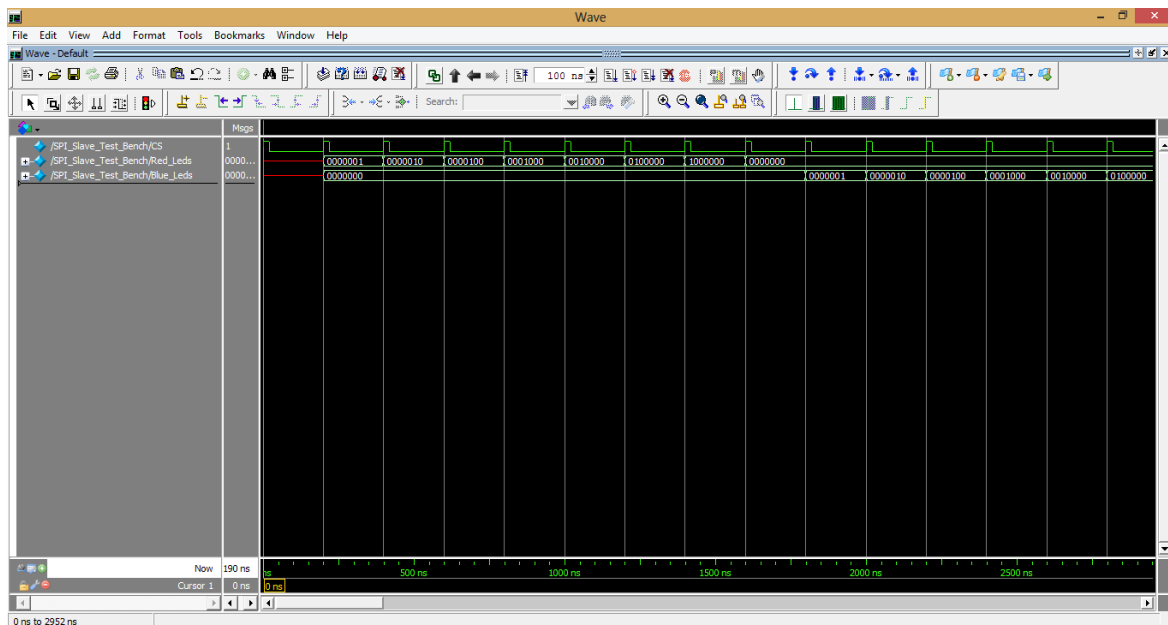 Wave
File Edit View Add Format Tools Bookmarks Window Help
Wave - Default
100 ns
Search:
Msgs
/SPI_Slave_Test_Bench/CS 1
/SPI_Slave_Test_Bench/Red_Leds 0000... 0000001 0000010 0000100 0001000 0010000 0100000 1000000 0000000
/SPI_Slave_Test_Bench/Blue_Leds 0000... 0000000 0000001 0000010 0000100 0001000 0010000 0100000
Now 190 ns ns 500 ns 1000 ns 1500 ns 2000 ns 2500 ns
Cursor 1 0 ns 0 ns
0 ns to 2952 ns